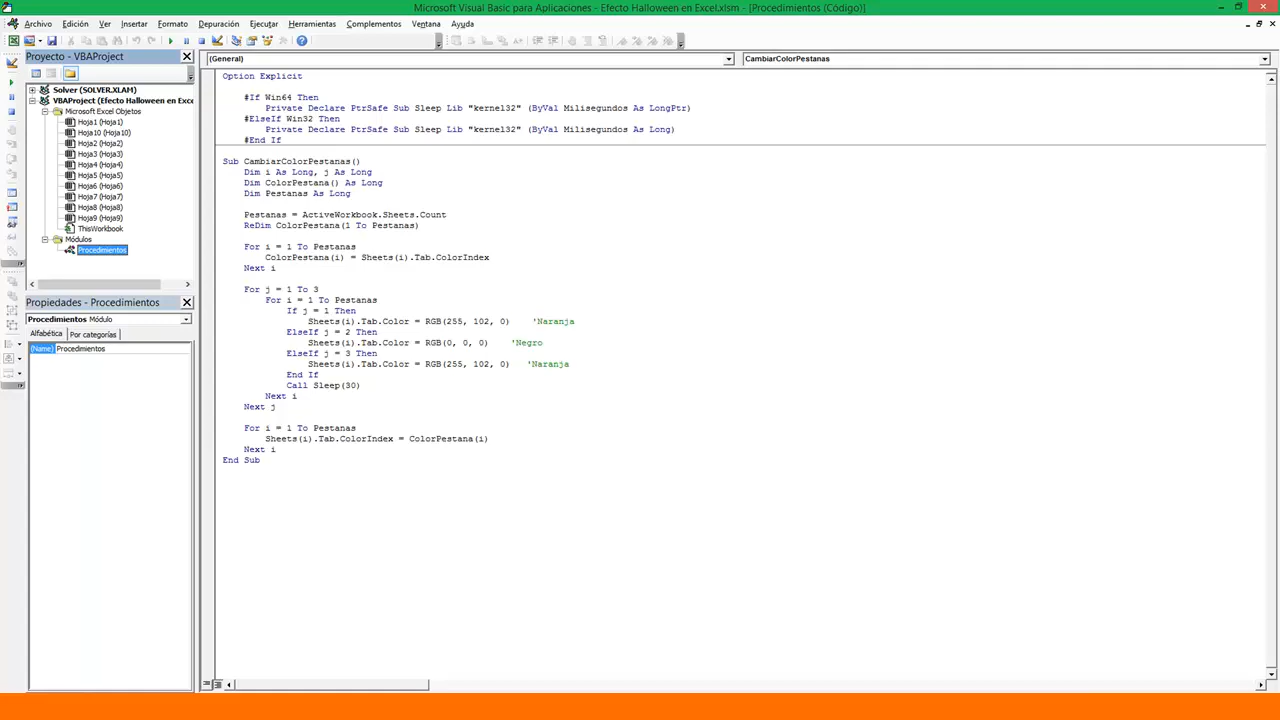 Microsoft Visual Basic para Aplicaciones - Efecto Halloween en Excel.xlsm - [Procedimientos (Código)]
Archivo Edición Ver Insertar Formato Depuración Ejecutar Herramientas Complementos Ventana Ayuda
Proyecto - VBAProject
Solver (SOLVER.XLAM)
VBAProject (Efecto Halloween en Exce
Microsoft Excel Objetos
Hoja1 (Hoja1)
Hoja10 (Hoja10)
Hoja2 (Hoja2)
Hoja3 (Hoja3)
Hoja4 (Hoja4)
Hoja5 (Hoja5)
Hoja6 (Hoja6)
Hoja7 (Hoja7)
Hoja8 (Hoja8)
Hoja9 (Hoja9)
ThisWorkbook
Módulos
Procedimientos
Propiedades - Procedimientos
Procedimientos Módulo
Alfabética Por categorías
(Name) Procedimientos
(General) CambiarColorPestanas
Option Explicit
#If Win64 Then
Private Declare PtrSafe Sub Sleep Lib "kernel32" (ByVal Milisegundos As LongPtr)
#ElseIf Win32 Then
Private Declare PtrSafe Sub Sleep Lib "kernel32" (ByVal Milisegundos As Long)
#End If
Sub CambiarColorPestanas()
Dim i As Long, j As Long
Dim ColorPestana() As Long
Dim Pestanas As Long
Pestanas = ActiveWorkbook.Sheets.Count
ReDim ColorPestana(1 To Pestanas)
For i = 1 To Pestanas
ColorPestana(i) = Sheets(i).Tab.ColorIndex
Next i
For j = 1 To 3
For i = 1 To Pestanas
If j = 1 Then
Sheets(i).Tab.Color = RGB(255, 102, 0) 'Naranja
ElseIf j = 2 Then
Sheets(i).Tab.Color = RGB(0, 0, 0) 'Negro
ElseIf j = 3 Then
Sheets(i).Tab.Color = RGB(255, 102, 0) 'Naranja
End If
Call Sleep(30)
Next i
Next j
For i = 1 To Pestanas
Sheets(i).Tab.ColorIndex = ColorPestana(i)
Next i
End Sub